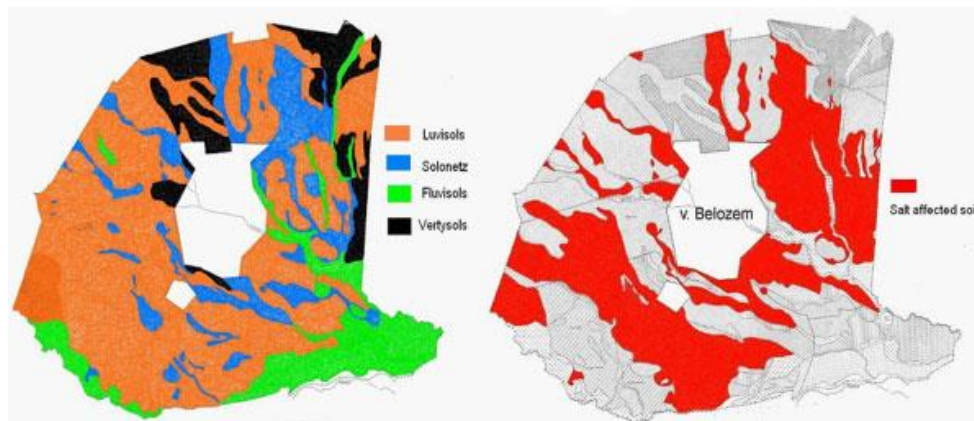 Luvisols
Solonetz
Fluvisols
Vertysols
v. Belozem
Salt affected soi